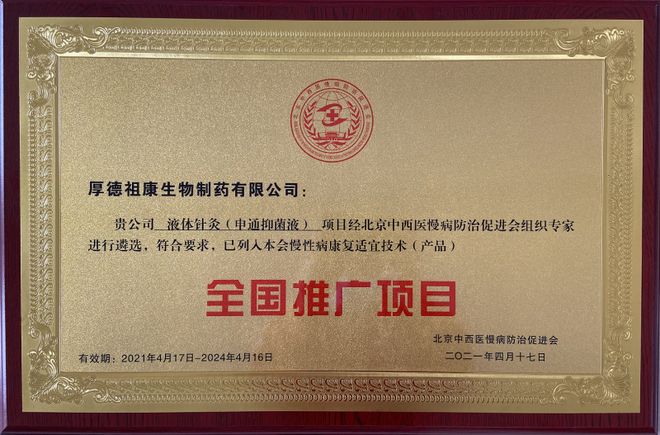 厚德祖康生物制药有限公司：
贵公司 液体针灸（申通抑菌液） 项目经北京中西医慢病防治促进会组织专家
进行遴选，符合要求，已列入本会慢性病康复适宜技术（产品）
全国推广项目
北京中西医慢病防治促进会
有效期：2021年4月17日-2024年4月16日
二〇二一年四月十七日